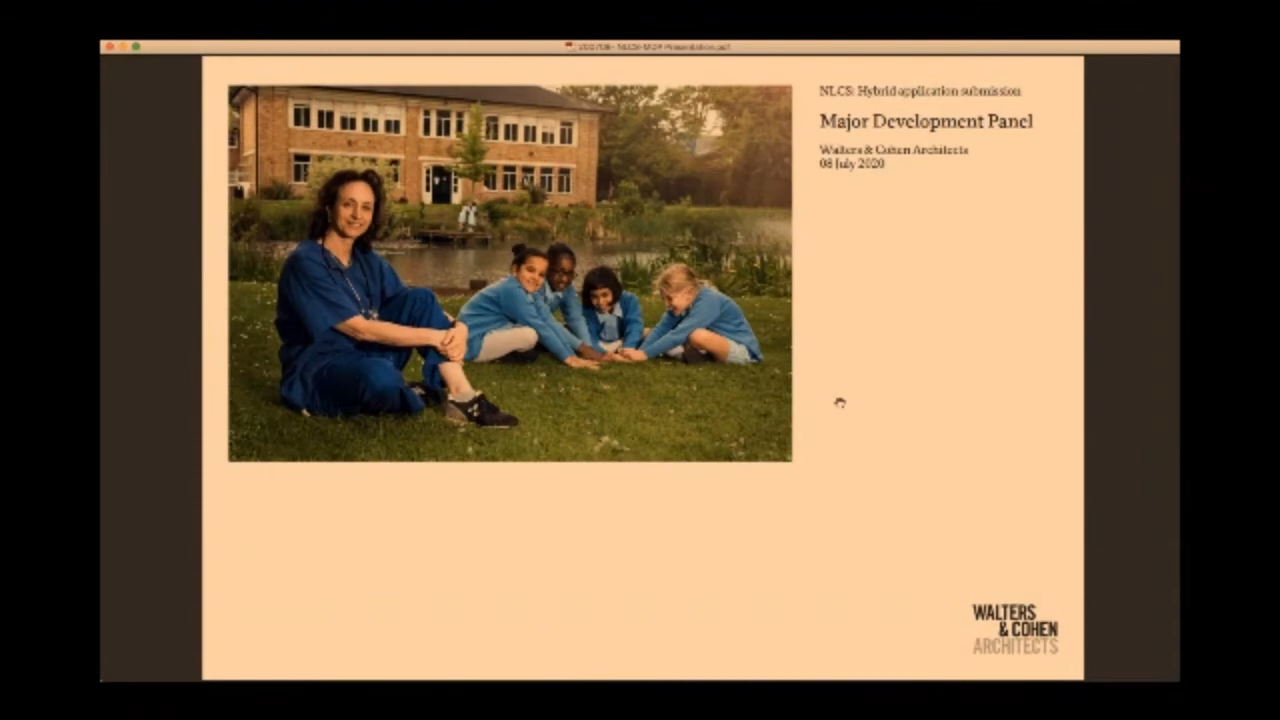 NLCS: Hybrid application submission
Major Development Panel
Walters & Cohen Architects
08 July 2020
WALTERS
& COHEN
ARCHITECTS